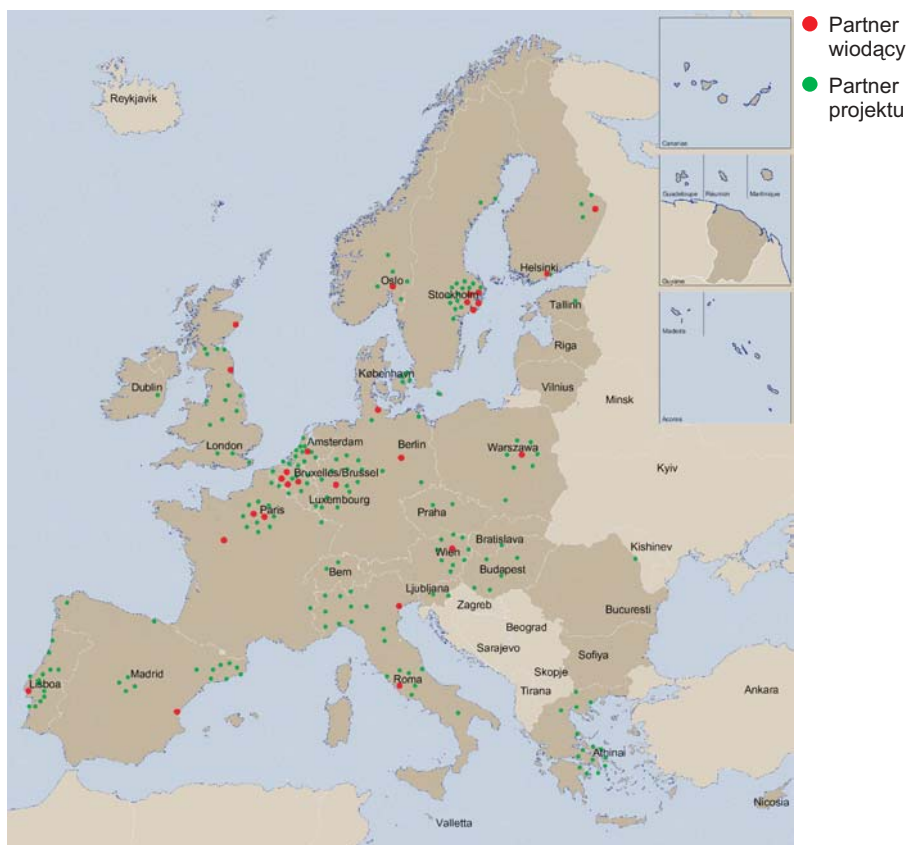 Partner
wiodący
Partner
projektu
Reykjavik
Canarias
Guadeloupe
Réunion
Martinique
Guyane
Madeira
Acores
Helsinki
Oslo
Stockholm
Tallinn
Riga
Vilnius
København
Dublin
Minsk
London
Amsterdam
Berlin
Warszawa
Kyiv
Bruxelles/Brussel
Luxembourg
Praha
Paris
Bratislava
Wien
Kishinev
Budapest
Bern
Ljubljana
Zagreb
Bucuresti
Beograd
Sarajevo
Sofiya
Skopje
Madrid
Lisboa
Roma
Tirana
Ankara
Athinai
Nicosia
Valletta